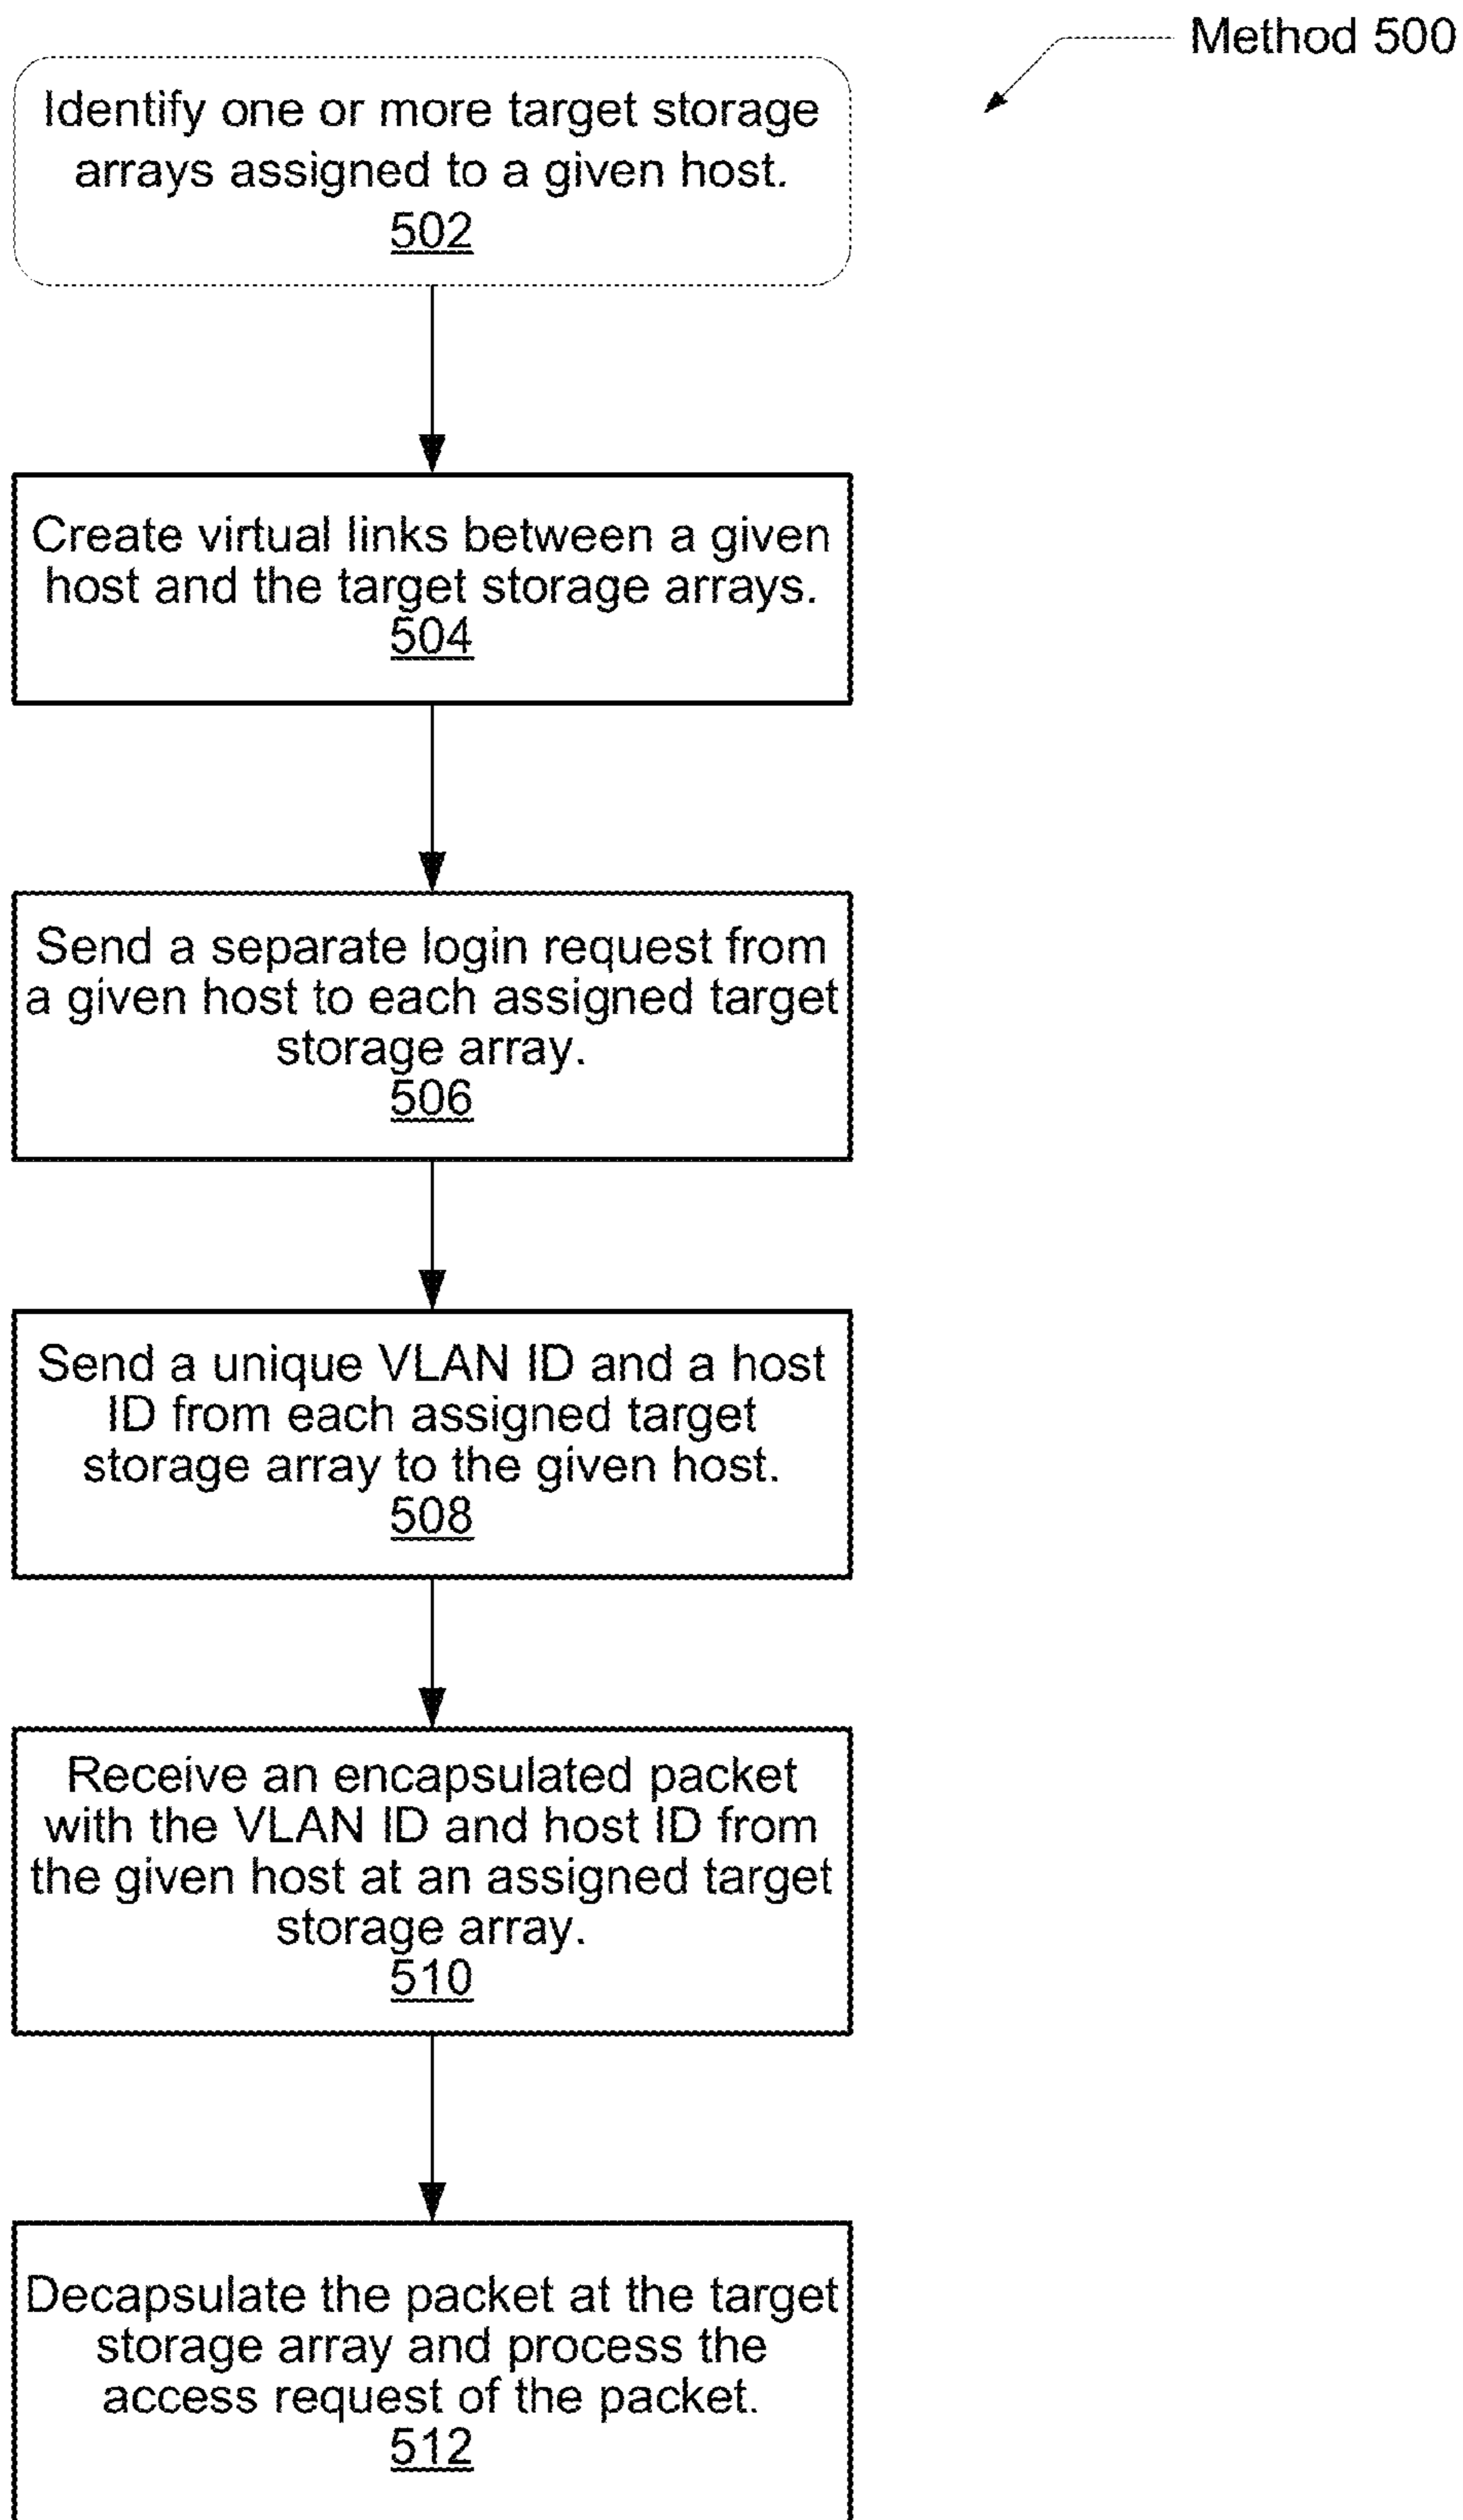 Method 500
Identify one or more target storage
arrays assigned to a given host.
502
Create virtual links between a given
host and the target storage arrays.
504
Send a separate login request from
a given host to each assigned target
storage array.
506
Send a unique VLAN ID and a host
ID from each assigned target
storage array to the given host.
508
Receive an encapsulated packet
with the VLAN ID and host ID from
the given host at an assigned target
storage array.
510
Decapsulate the packet at the target
storage array and process the
access request of the packet.
512